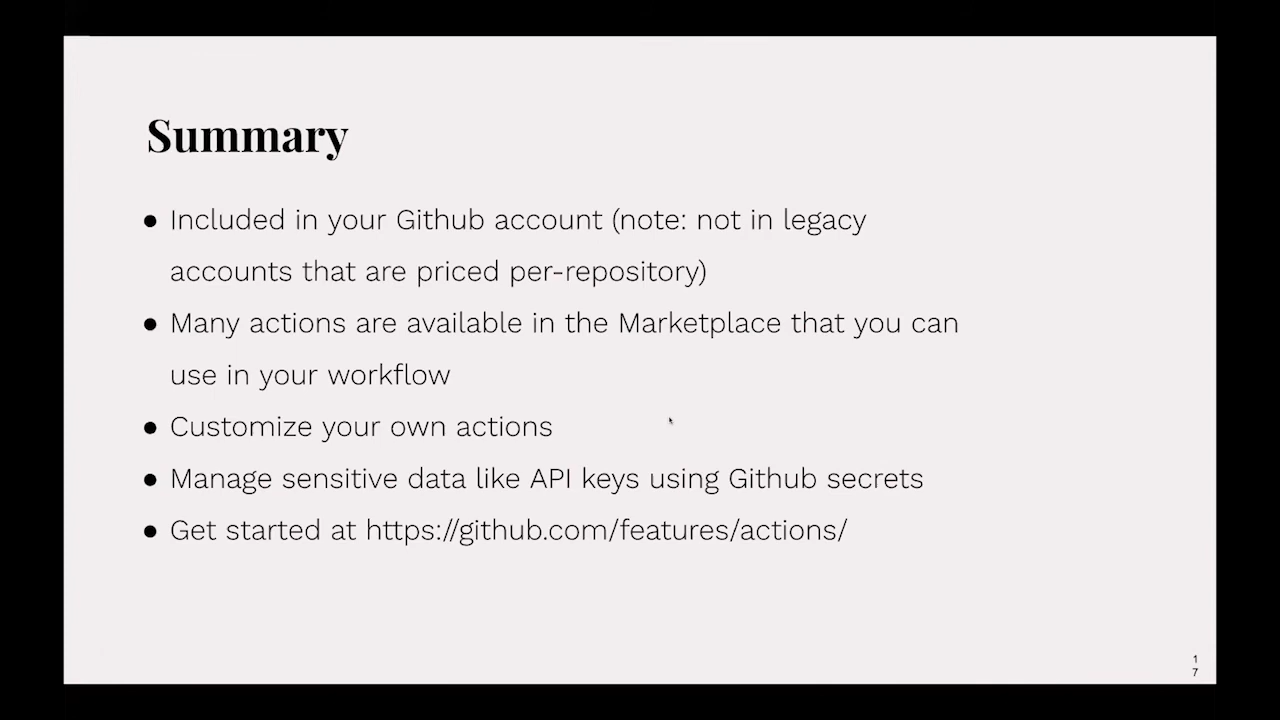 Summary
● Included in your Github account (note: not in legacy
accounts that are priced per-repository)
● Many actions are available in the Marketplace that you can
use in your workflow
● Customize your own actions
● Manage sensitive data like API keys using Github secrets
● Get started at https://github.com/features/actions/
1
7